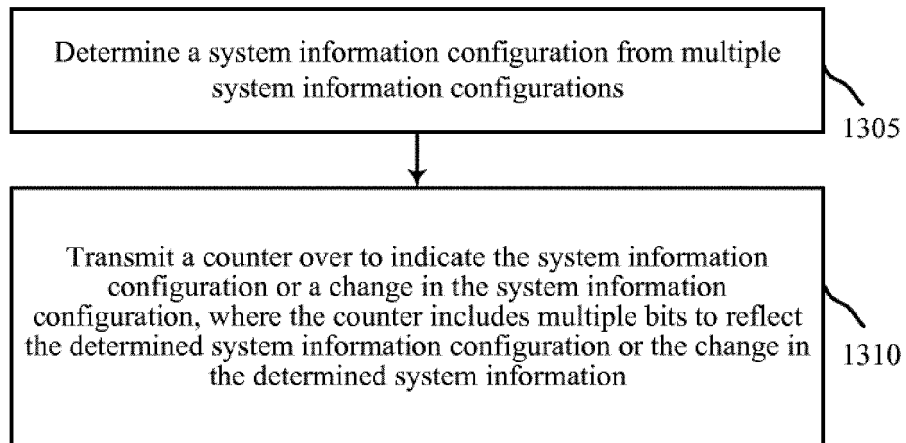 Determine a system information configuration from multiple
system information configurations
1305
Transmit a counter over to indicate the system information
configuration or a change in the system information
configuration, where the counter includes multiple bits to reflect
the determined system information configuration or the change in
the determined system information
1310